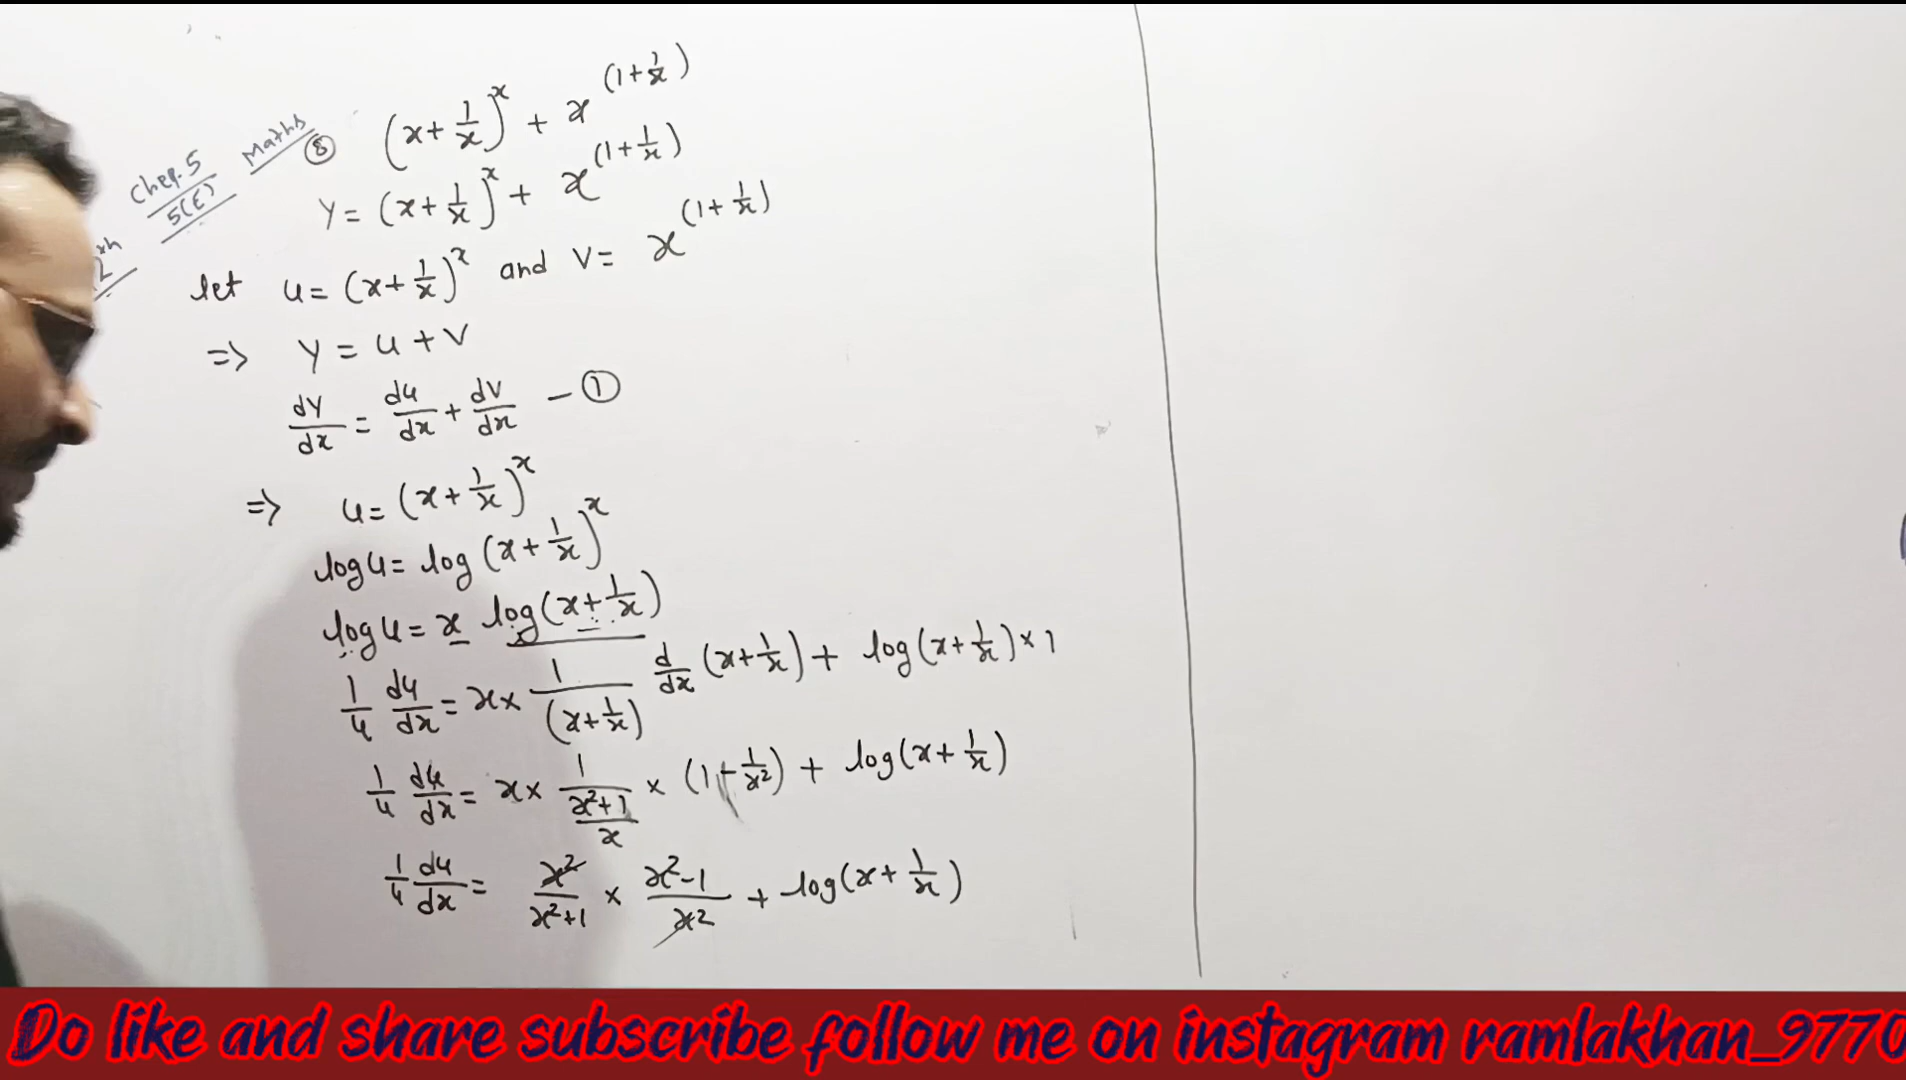 Chep. 5
5(E)
Maths
⑧ (x+1/x)^x + x^(1+1/x)
Y = (x+1/x)^x + x^(1+1/x)
let u = (x+1/x)^x and V = x^(1+1/x)
=> Y = u + V
dY/dx = du/dx + dV/dx - ①
=> u = (x+1/x)^x
log u = log (x+1/x)^x
log u = x log(x+1/x)
1/u du/dx = x × 1/(x+1/x) d/dx (x+1/x) + log(x+1/x) × 1
1/u du/dx = x × 1/((x²+1)/x) × (1-1/x²) + log(x+1/x)
1/u du/dx = x²/(x²+1) × (x²-1)/x² + log(x+1/x)
Do like and share subscribe follow me on instagram ramlakhan_9770